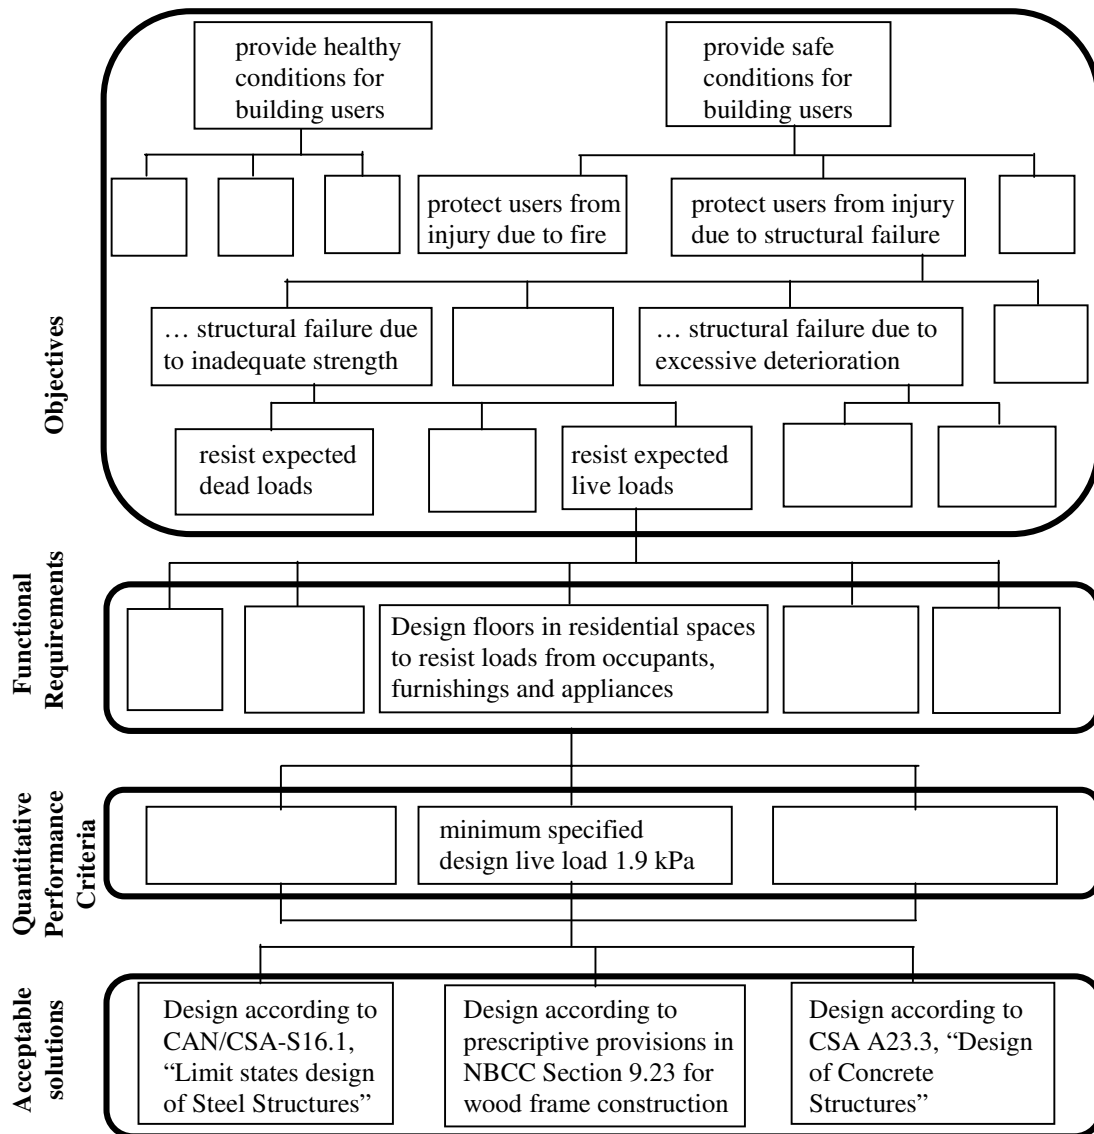 provide healthy
conditions for
building users
provide safe
conditions for
building users
protect users from
injury due to fire
protect users from injury
due to structural failure
… structural failure due
to inadequate strength
… structural failure due to
excessive deterioration
resist expected
dead loads
resist expected
live loads
Objectives
Functional
Requirements
Design floors in residential spaces
to resist loads from occupants,
furnishings and appliances
Quantitative
Performance
Criteria
minimum specified
design live load 1.9 kPa
Acceptable
solutions
Design according to
CAN/CSA-S16.1,
“Limit states design
of Steel Structures”
Design according to
prescriptive provisions in
NBCC Section 9.23 for
wood frame construction
Design according to
CSA A23.3, “Design
of Concrete
Structures”